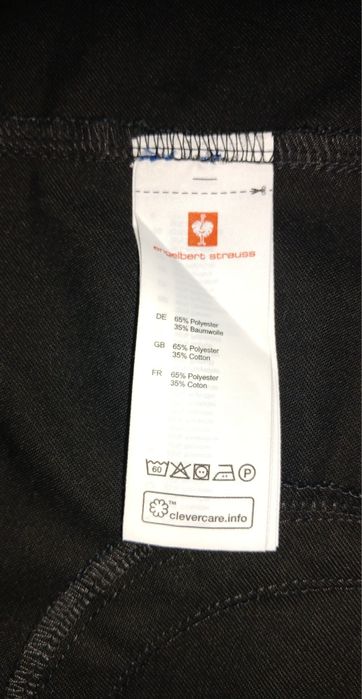 engelbert strauss
DE 65% Polyester
35% Baumwolle
GB 65% Polyester
35% Cotton
FR 65% Polyester
35% Coton
60 P
™
clevercare.info